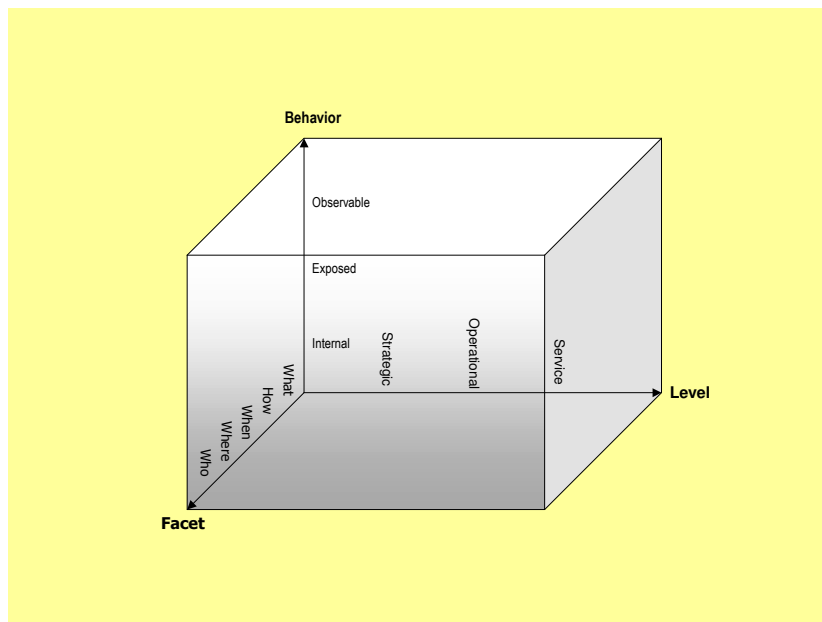 Behavior
Observable
Exposed
Internal
Strategic
Operational
Service
What
How
When
Where
Who
Level
Facet